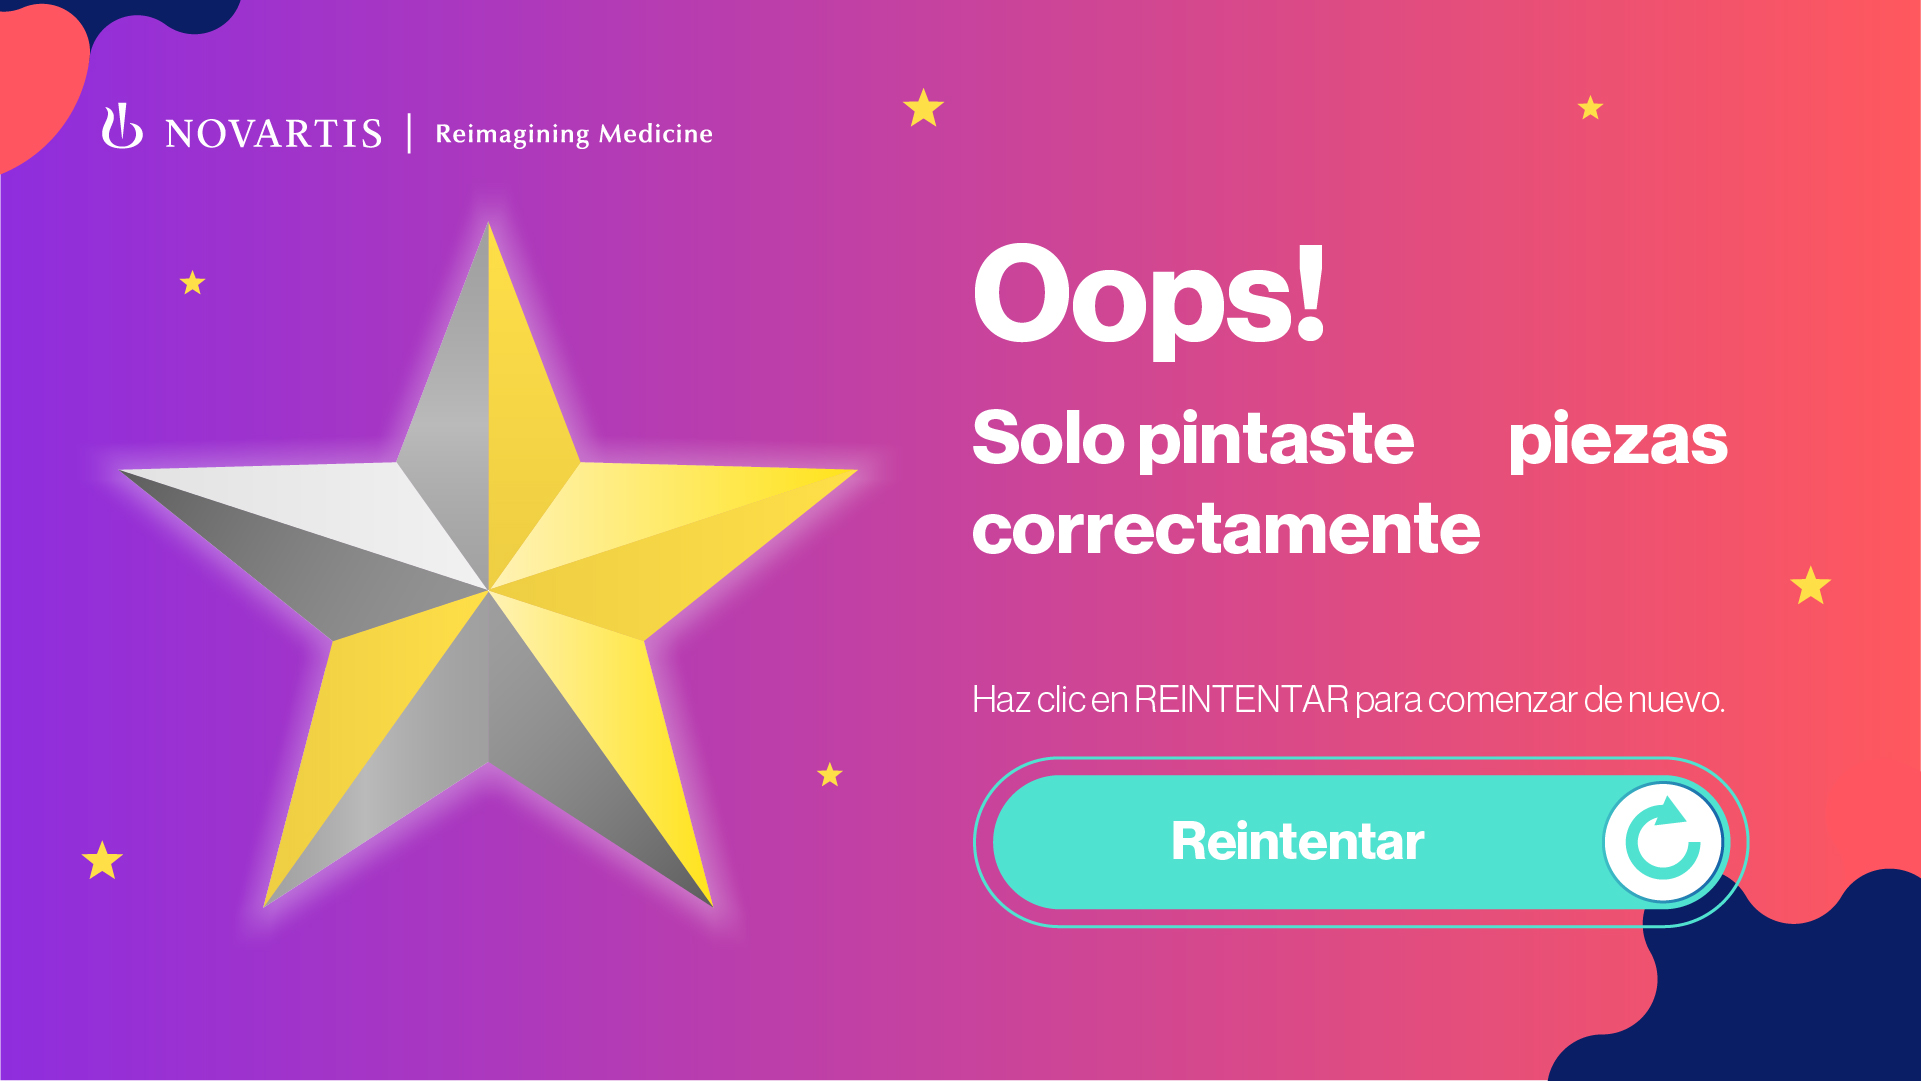 NOVARTIS | Reimagining Medicine
Oops!
Solo pintaste piezas
correctamente
Haz clic en REINTENTAR para comenzar de nuevo.
Reintentar